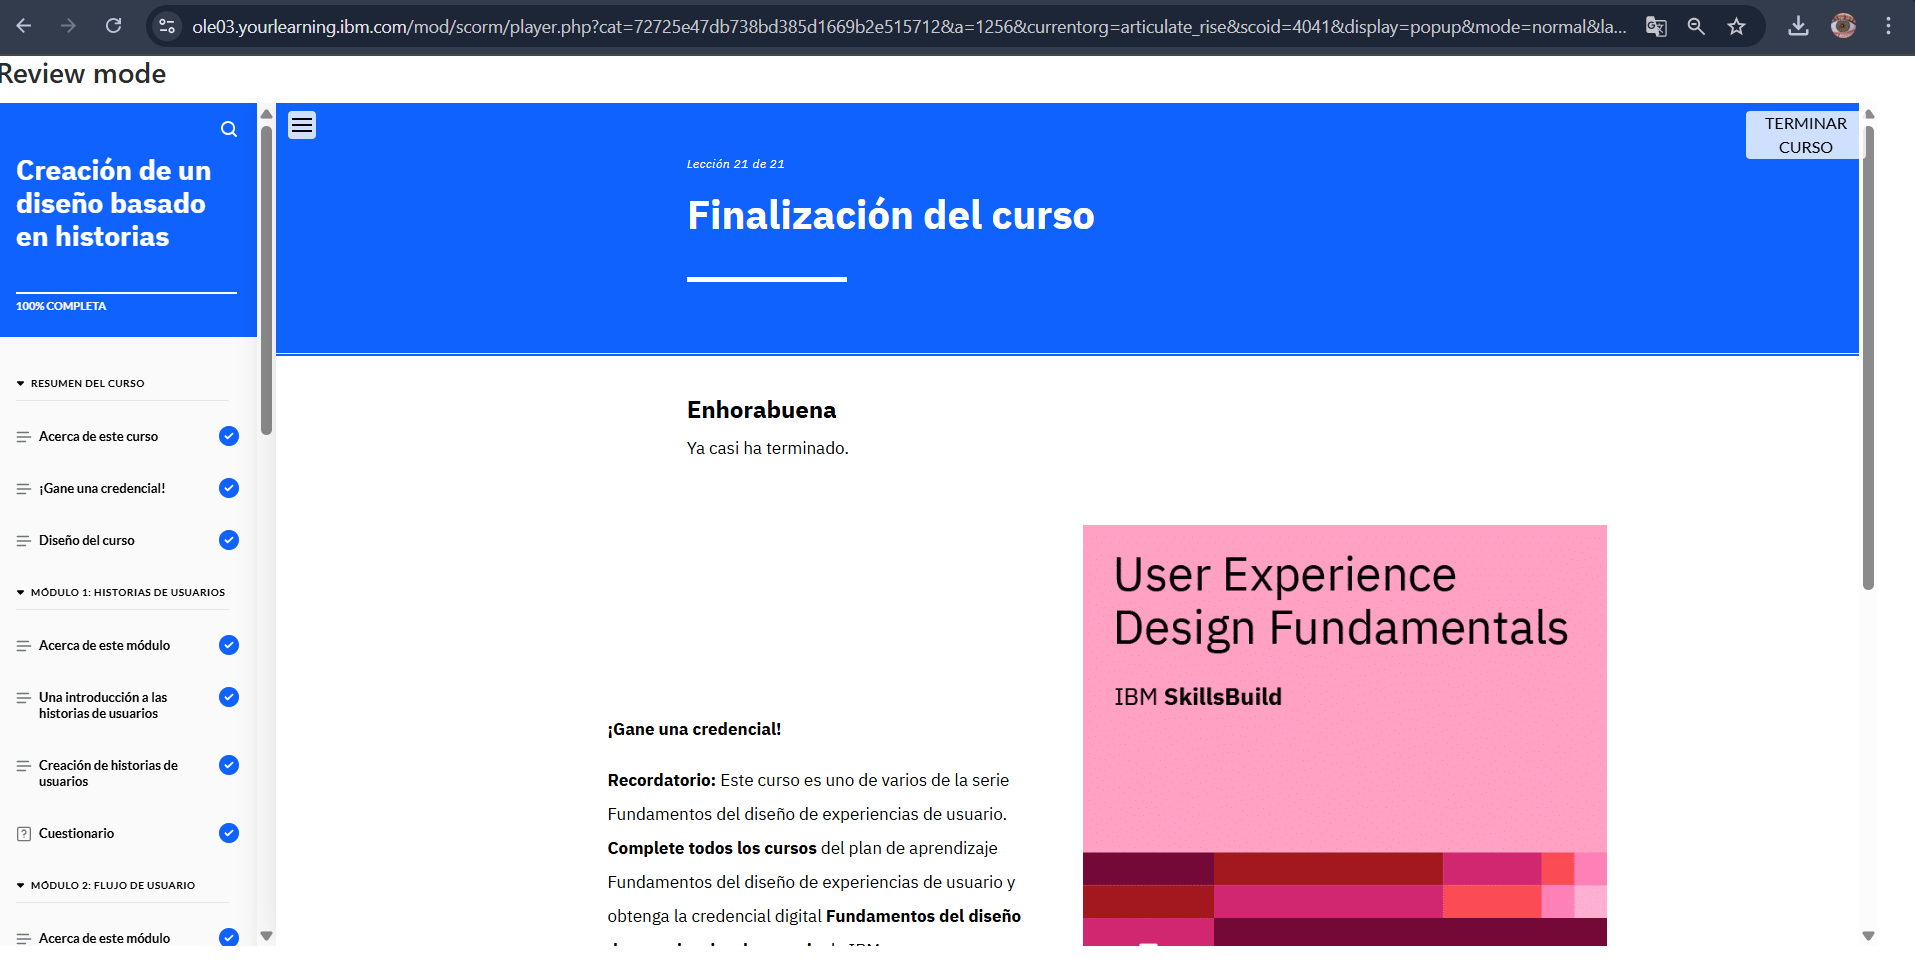 ole03.yourlearning.ibm.com/mod/scorm/player.php?cat=72725e47db738bd385d1669b2e515712&a=1256&currentorg=articulate_rise&scoid=4041&display=popup&mode=normal&la...
Review mode
Creación de un
diseño basado
en historias
100% COMPLETA
RESUMEN DEL CURSO
Acerca de este curso
¡Gane una credencial!
Diseño del curso
MÓDULO 1: HISTORIAS DE USUARIOS
Acerca de este módulo
Una introducción a las
historias de usuarios
Creación de historias de
usuarios
Cuestionario
MÓDULO 2: FLUJO DE USUARIO
Acerca de este módulo
TERMINAR
CURSO
Lección 21 de 21
Finalización del curso
Enhorabuena
Ya casi ha terminado.
¡Gane una credencial!
Recordatorio: Este curso es uno de varios de la serie
Fundamentos del diseño de experiencias de usuario.
Complete todos los cursos del plan de aprendizaje
Fundamentos del diseño de experiencias de usuario y
obtenga la credencial digital Fundamentos del diseño
User Experience
Design Fundamentals
IBM SkillsBuild